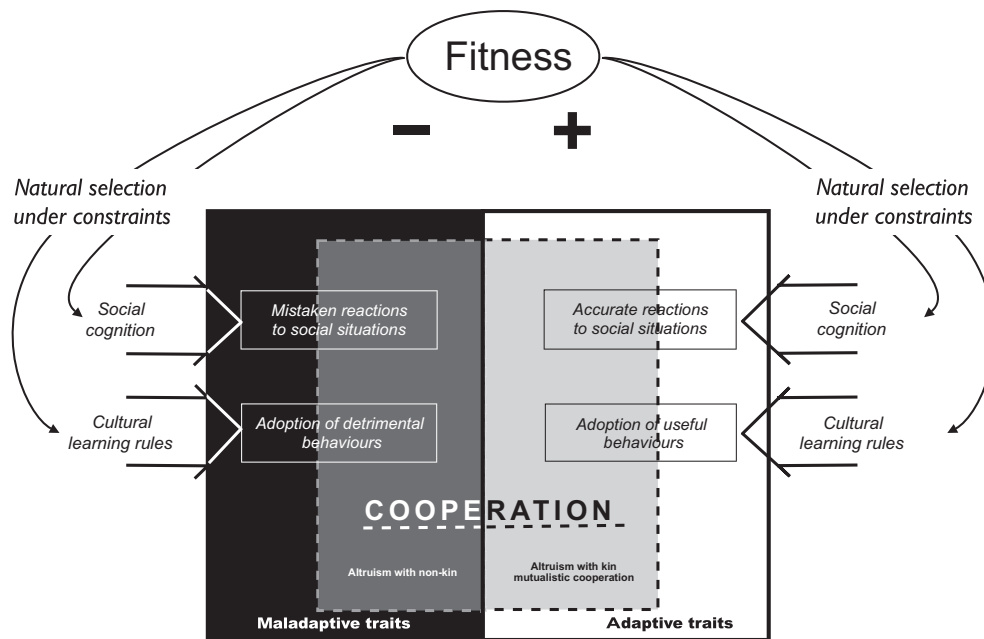 Fitness
− +
Natural selection
under constraints
Natural selection
under constraints
Social
cognition
Mistaken reactions
to social situations
Accurate reactions
to social situations
Social
cognition
Cultural
learning rules
Adoption of detrimental
behaviours
Adoption of useful
behaviours
Cultural
learning rules
COOPERATION
Altruism with non-kin
Altruism with kin
mutualistic cooperation
Maladaptive traits
Adaptive traits